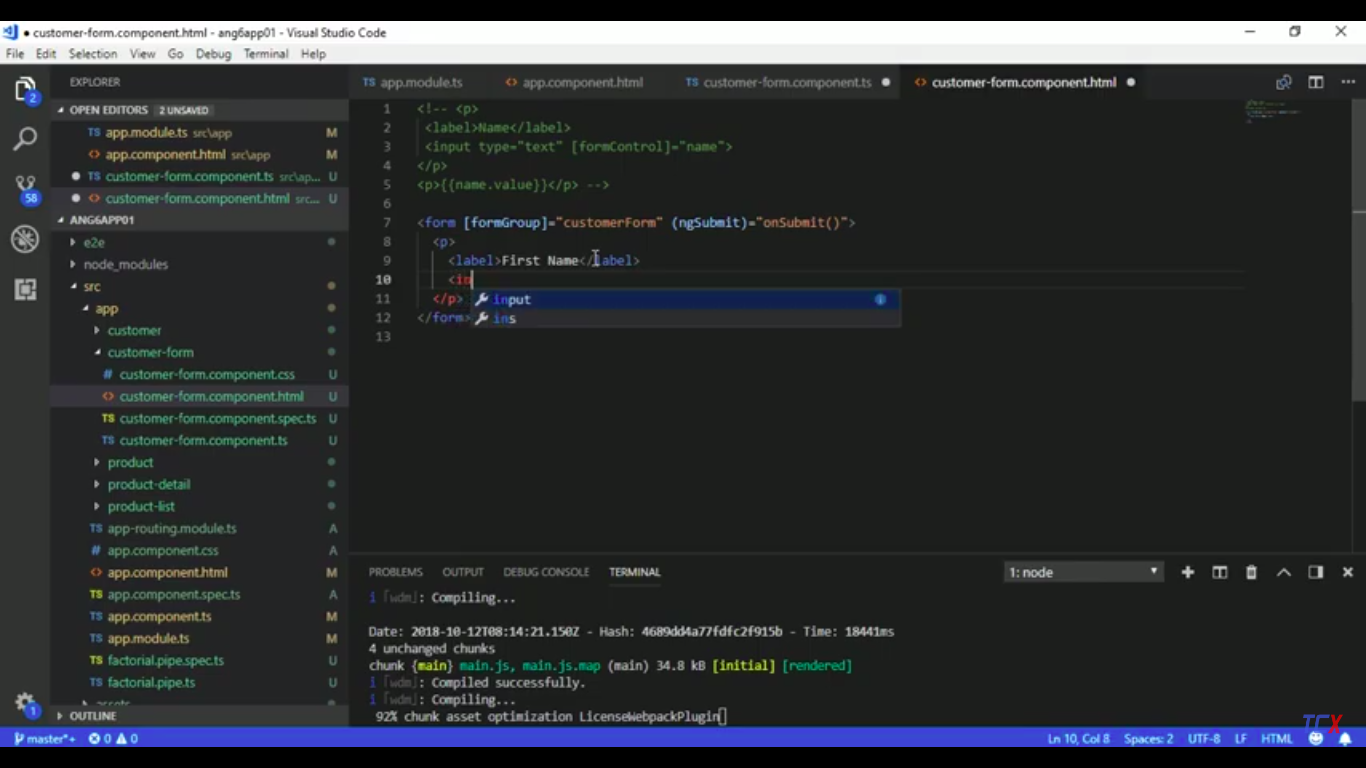 ● customer-form.component.html - ang6app01 - Visual Studio Code
File Edit Selection View Go Debug Terminal Help
EXPLORER
OPEN EDITORS 2 UNSAVED
TS app.module.ts src\app M
<> app.component.html src\app M
● TS customer-form.component.ts src\ap... U
● <> customer-form.component.html src... U
ANG6APP01
e2e
node_modules
src
app
customer
customer-form
# customer-form.component.css U
<> customer-form.component.html U
TS customer-form.component.spec.ts U
TS customer-form.component.ts U
product
product-detail
product-list
TS app-routing.module.ts A
# app.component.css A
<> app.component.html M
TS app.component.spec.ts A
TS app.component.ts M
TS app.module.ts M
TS factorial.pipe.spec.ts U
TS factorial.pipe.ts U
assets
OUTLINE
2
58
1
TS app.module.ts <> app.component.html TS customer-form.component.ts ● <> customer-form.component.html ●
1 <!-- <p>
2 <label>Name</label>
3 <input type="text" [formControl]="name">
4 </p>
5 <p>{{name.value}}</p> -->
6
7 <form [formGroup]="customerForm" (ngSubmit)="onSubmit()">
8 <p>
9 <label>First Name</label>
10 <in
11 </p>
12 </form>
13
input
ins
PROBLEMS OUTPUT DEBUG CONSOLE TERMINAL 1: node
i ｢wdm｣: Compiling...
Date: 2018-10-12T08:14:21.150Z - Hash: 4689dd4a77fdfc2f915b - Time: 18441ms
4 unchanged chunks
chunk {main} main.js, main.js.map (main) 34.8 kB [initial] [rendered]
i ｢wdm｣: Compiled successfully.
i ｢wdm｣: Compiling...
92% chunk asset optimization LicenseWebpackPlugin
TCX
master*+ 0 0 Ln 10, Col 8 Spaces: 2 UTF-8 LF HTML